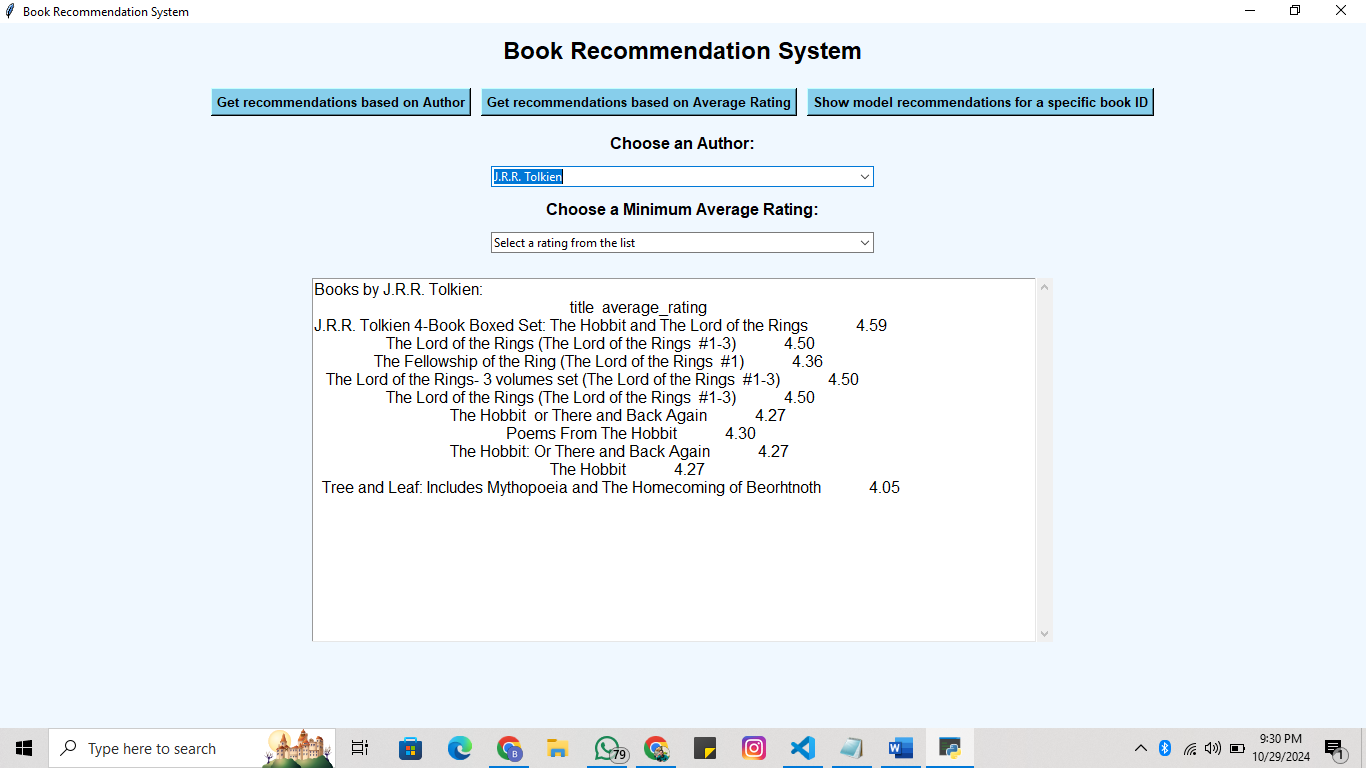 Book Recommendation System
Book Recommendation System
Get recommendations based on Author
Get recommendations based on Average Rating
Show model recommendations for a specific book ID
Choose an Author:
J.R.R. Tolkien
Choose a Minimum Average Rating:
Select a rating from the list
Books by J.R.R. Tolkien:
title average_rating
J.R.R. Tolkien 4-Book Boxed Set: The Hobbit and The Lord of the Rings 4.59
The Lord of the Rings (The Lord of the Rings #1-3) 4.50
The Fellowship of the Ring (The Lord of the Rings #1) 4.36
The Lord of the Rings- 3 volumes set (The Lord of the Rings #1-3) 4.50
The Lord of the Rings (The Lord of the Rings #1-3) 4.50
The Hobbit or There and Back Again 4.27
Poems From The Hobbit 4.30
The Hobbit: Or There and Back Again 4.27
The Hobbit 4.27
Tree and Leaf: Includes Mythopoeia and The Homecoming of Beorhtnoth 4.05
Type here to search
B
79
W
9:30 PM
10/29/2024
1